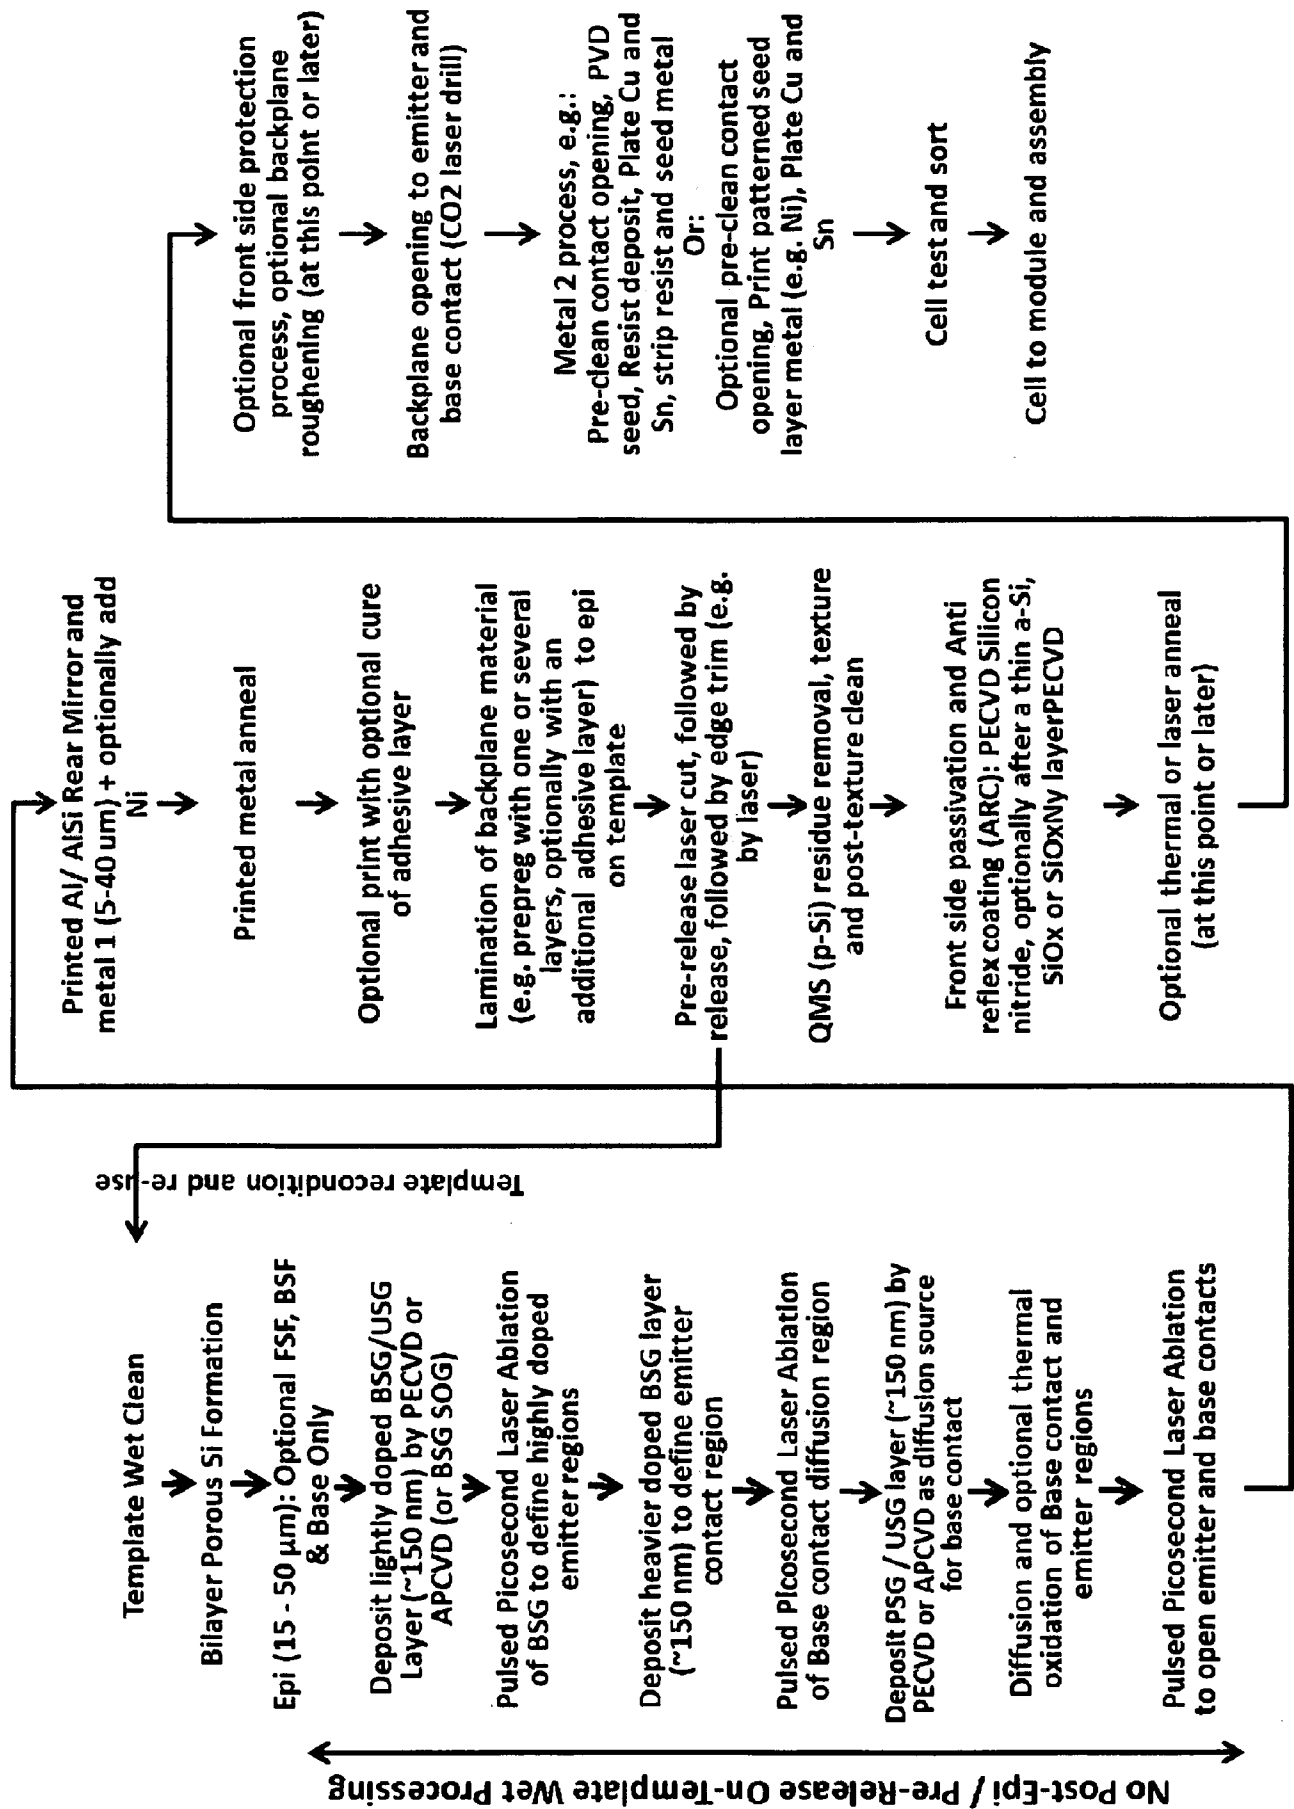 No Post-Epi / Pre-Release On-Template Wet Processing
Template Wet Clean
Bilayer Porous Si Formation
Epi (15 - 50 μm): Optional FSF, BSF
& Base Only
Deposit lightly doped BSG/USG
Layer (~150 nm) by PECVD or
APCVD (or BSG SOG)
Pulsed Picosecond Laser Ablation
of BSG to define highly doped
emitter regions
Deposit heavier doped BSG layer
(~150 nm) to define emitter
contact region
Pulsed Picosecond Laser Ablation
of Base contact diffusion region
Deposit PSG / USG layer (~150 nm) by
PECVD or APCVD as diffusion source
for base contact
Diffusion and optional thermal
oxidation of Base contact and
emitter regions
Pulsed Picosecond Laser Ablation
to open emitter and base contacts
Template recondition and re-use
Printed Al/ AlSi Rear Mirror and
metal 1 (5-40 um) + optionally add
Ni
Printed metal anneal
Optional print with optional cure
of adhesive layer
Lamination of backplane material
(e.g. prepreg with one or several
layers, optionally with an
additional adhesive layer) to epi
on template
Pre-release laser cut, followed by
release, followed by edge trim (e.g.
by laser)
QMS (p-Si) residue removal, texture
and post-texture clean
Front side passivation and Anti
reflex coating (ARC): PECVD Silicon
nitride, optionally after a thin a-Si,
SiOx or SiOxNy layerPECVD
Optional thermal or laser anneal
(at this point or later)
Optional front side protection
process, optional backplane
roughening (at this point or later)
Backplane opening to emitter and
base contact (CO2 laser drill)
Metal 2 process, e.g.:
Pre-clean contact opening, PVD
seed, Resist deposit, Plate Cu and
Sn, strip resist and seed metal
Or:
Optional pre-clean contact
opening, Print patterned seed
layer metal (e.g. Ni), Plate Cu and
Sn
Cell test and sort
Cell to module and assembly